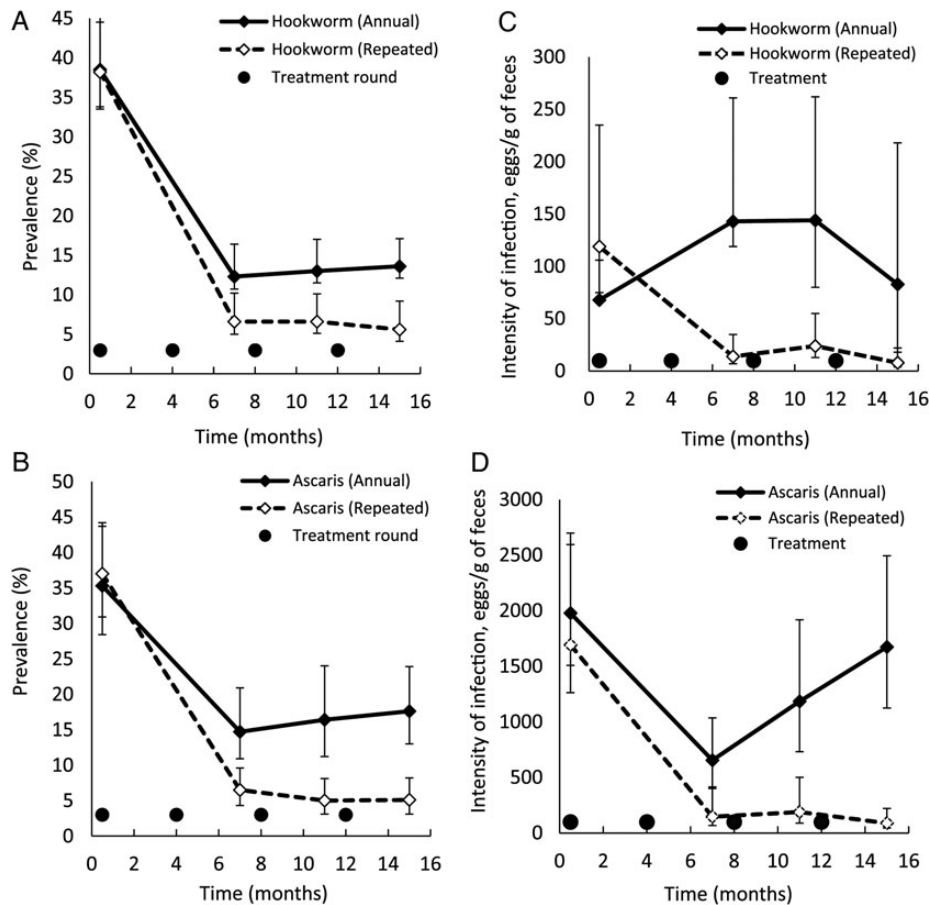 A
Hookworm (Annual)
Hookworm (Repeated)
Treatment round
Prevalence (%)
45
40
35
30
25
20
15
10
5
0
0 2 4 6 8 10 12 14 16
Time (months)
B
Ascaris (Annual)
Ascaris (Repeated)
Treatment round
Prevalence (%)
50
45
40
35
30
25
20
15
10
5
0
0 2 4 6 8 10 12 14 16
Time (months)
C
Hookworm (Annual)
Hookworm (Repeated)
Treatment
Intensity of infection, eggs/g of feces
300
250
200
150
100
50
0
0 2 4 6 8 10 12 14 16
Time (months)
D
Ascaris (Annual)
Ascaris (Repeated)
Treatment
Intensity of infection, eggs/g of feces
3000
2500
2000
1500
1000
500
0
0 2 4 6 8 10 12 14 16
Time (months)